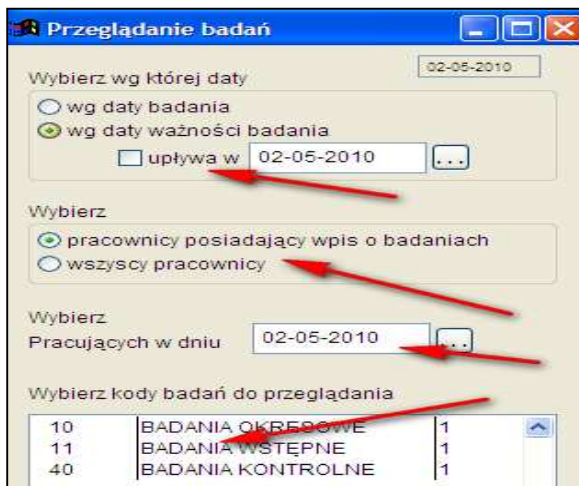 Przeglądanie badań
02-05-2010
Wybierz wg której daty
wg daty badania
wg daty ważności badania
upływa w 02-05-2010 ...
Wybierz
pracownicy posiadający wpis o badaniach
wszyscy pracownicy
Wybierz
Pracujących w dniu 02-05-2010 ...
Wybierz kody badań do przeglądania
10 BADANIA OKRESOWE 1
11 BADANIA WSTĘPNE 1
40 BADANIA KONTROLNE 1